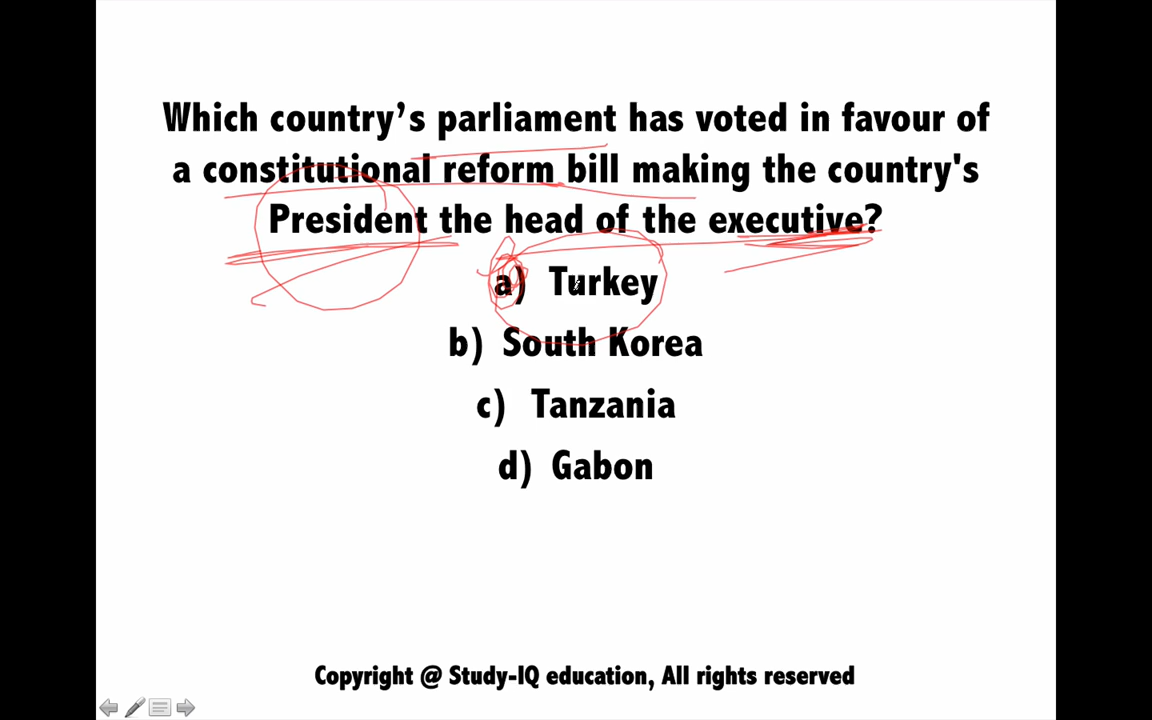 Which country’s parliament has voted in favour of
a constitutional reform bill making the country's
President the head of the executive?
a) Turkey
b) South Korea
c) Tanzania
d) Gabon
Copyright @ Study-IQ education, All rights reserved